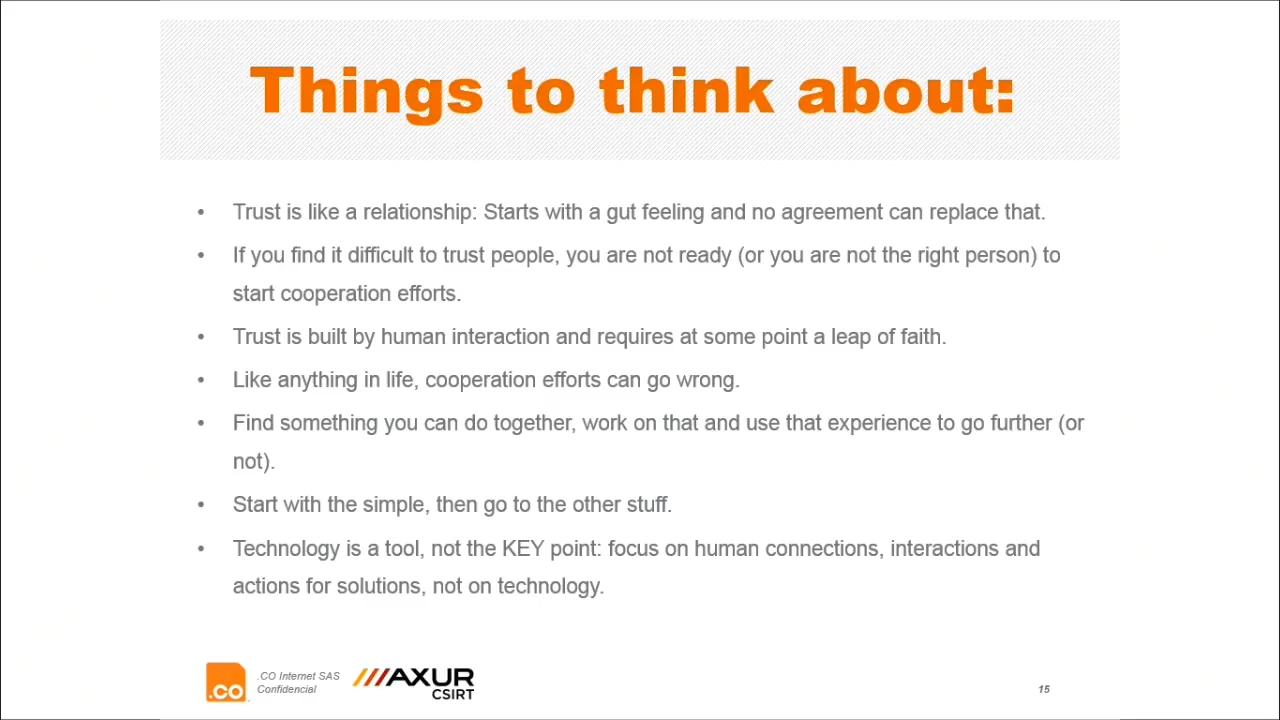 Things to think about:
• Trust is like a relationship: Starts with a gut feeling and no agreement can replace that.
• If you find it difficult to trust people, you are not ready (or you are not the right person) to
start cooperation efforts.
• Trust is built by human interaction and requires at some point a leap of faith.
• Like anything in life, cooperation efforts can go wrong.
• Find something you can do together, work on that and use that experience to go further (or
not).
• Start with the simple, then go to the other stuff.
• Technology is a tool, not the KEY point: focus on human connections, interactions and
actions for solutions, not on technology.
.CO
.CO Internet SAS
Confidencial
AXUR
CSIRT
15